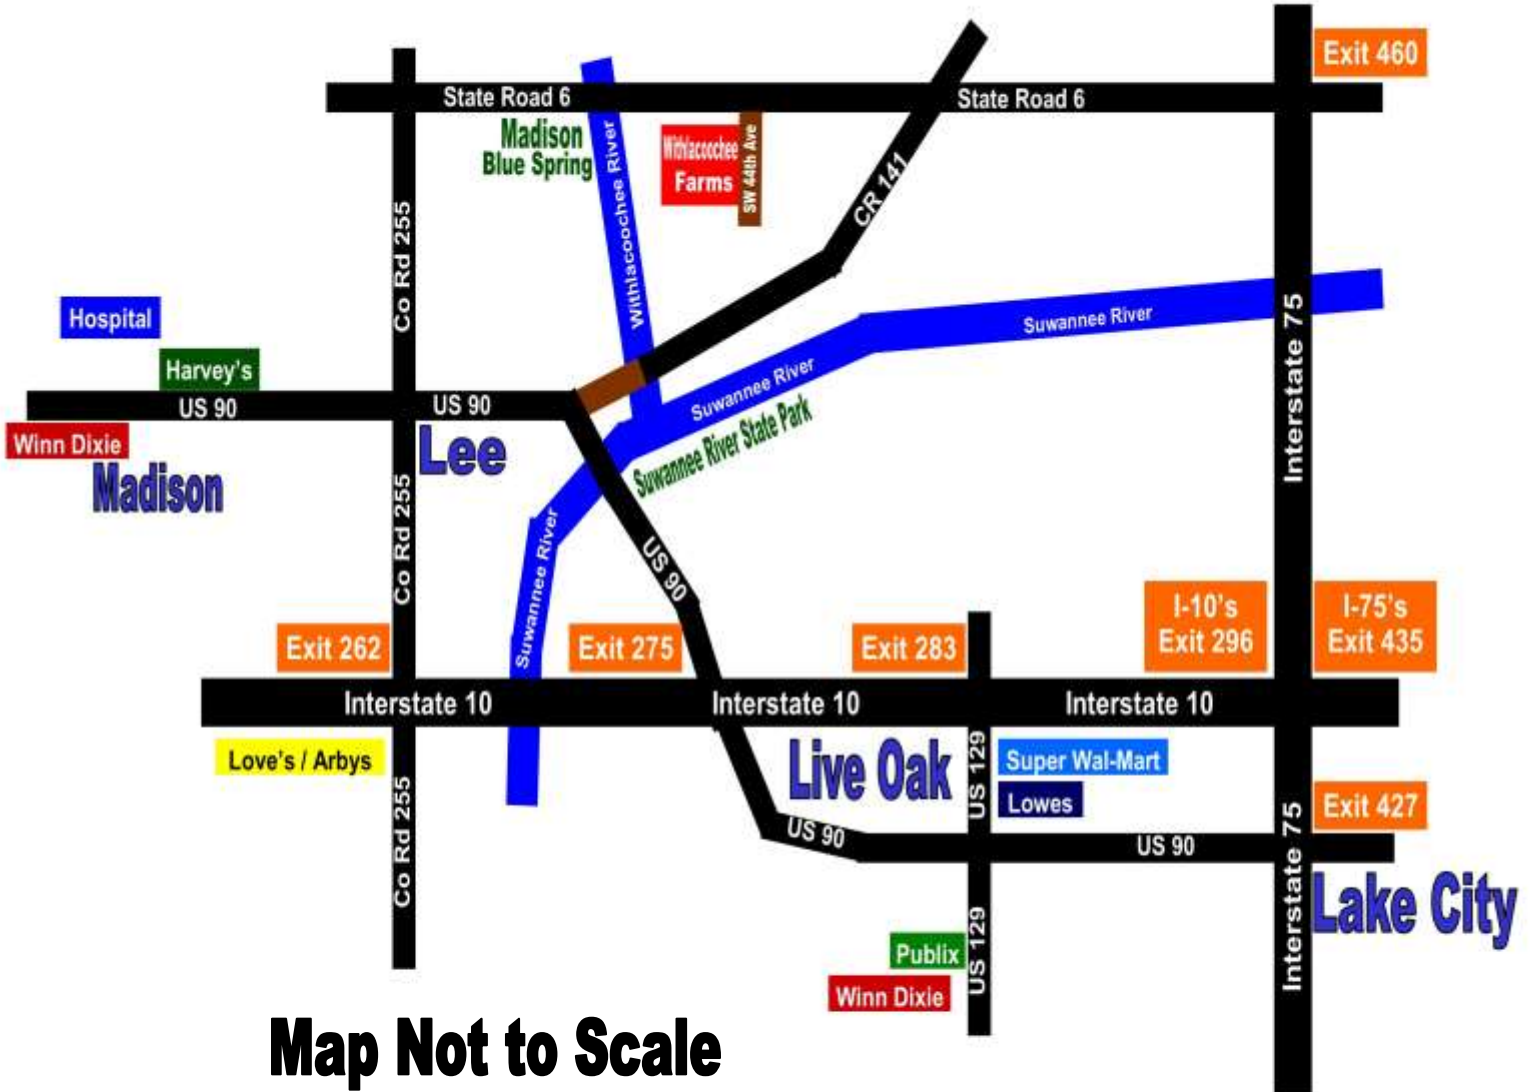 Exit 460
State Road 6
State Road 6
Madison
Blue Spring
Withlacoochee River
Withlacoochee
Farms
SW 44th Ave
CR 141
Co Rd 255
Hospital
Harvey's
US 90
US 90
Winn Dixie
Madison
Lee
Suwannee River
Suwannee River
Suwannee River State Park
Interstate 75
Co Rd 255
Suwannee River
US 90
Exit 262
Exit 275
Exit 283
I-10's
Exit 296
I-75's
Exit 435
Interstate 10
Interstate 10
Interstate 10
Love's / Arbys
Live Oak
US 129
Super Wal-Mart
Lowes
Exit 427
Co Rd 255
US 90
US 90
Interstate 75
Lake City
Publix
Winn Dixie
US 129
Map Not to Scale